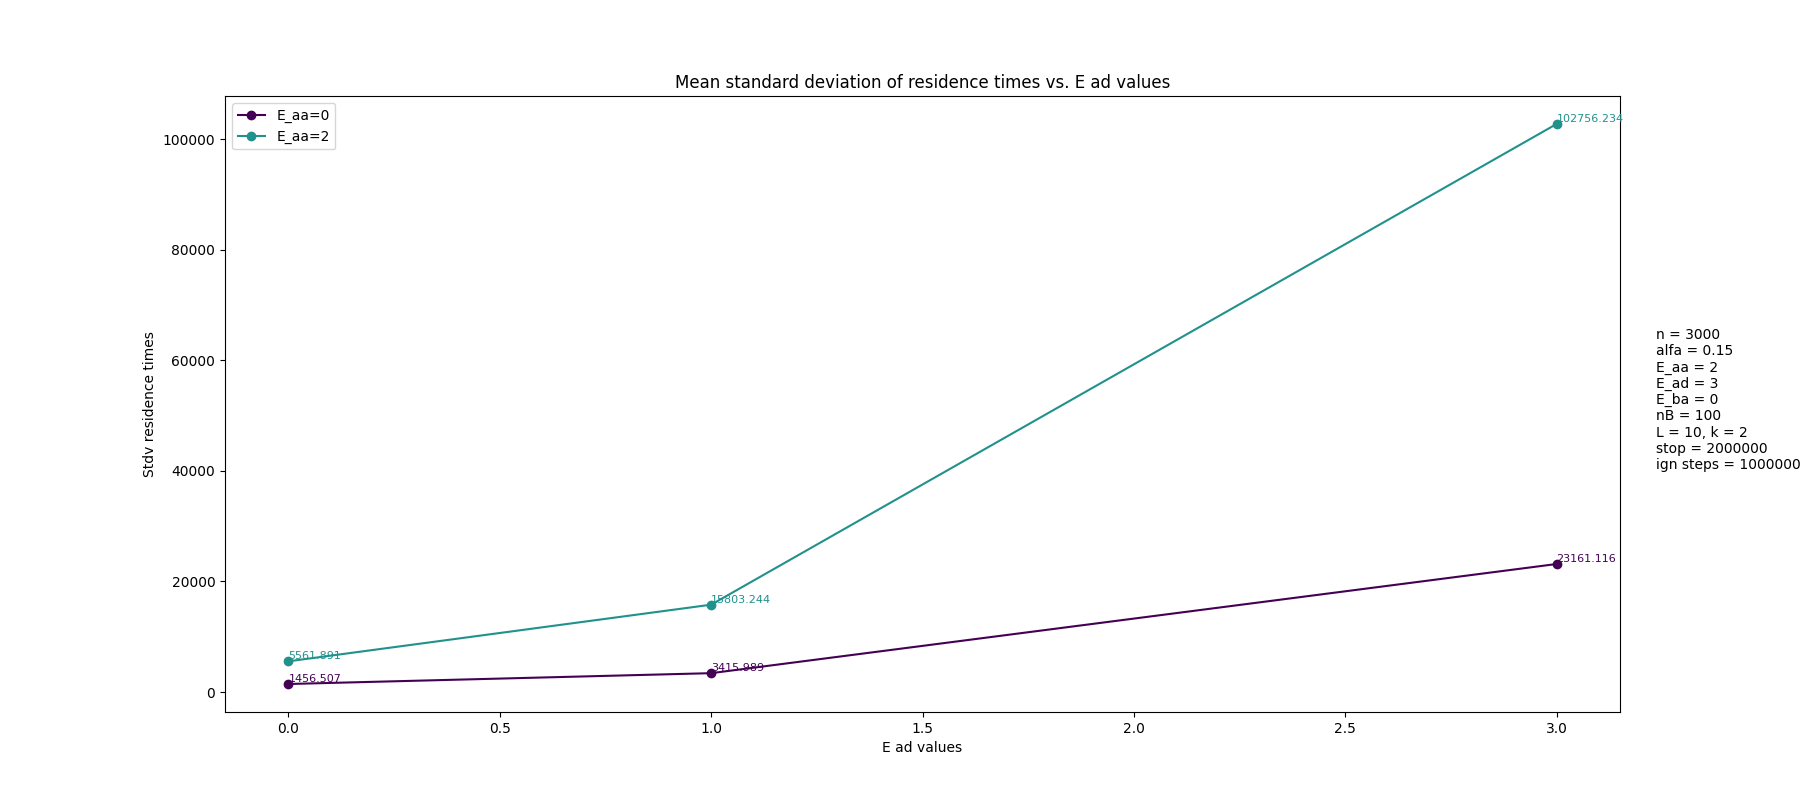 Mean standard deviation of residence times vs. E ad values
E_aa=0
E_aa=2
102756.234
23161.116
15803.244
3415.989
5561.891
1456.507
100000
80000
60000
40000
20000
0
Stdv residence times
0.0 0.5 1.0 1.5 2.0 2.5 3.0
E ad values
n = 3000
alfa = 0.15
E_aa = 2
E_ad = 3
E_ba = 0
nB = 100
L = 10, k = 2
stop = 2000000
ign steps = 1000000